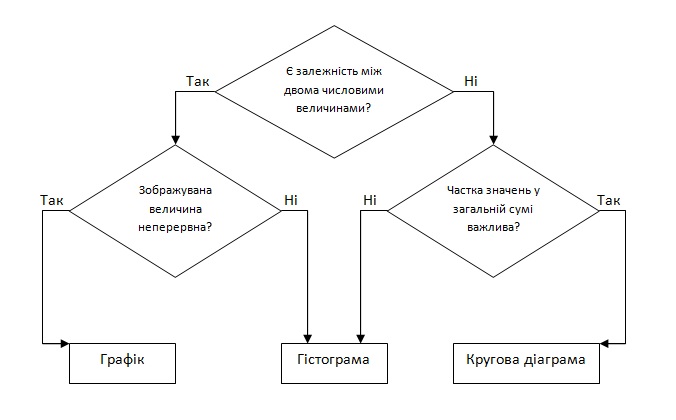 Є залежність між
двома числовими
величинами?
Так
Ні
Зображувана
величина
неперервна?
Так
Ні
Частка значень у
загальній сумі
важлива?
Ні
Так
Графік
Гістограма
Кругова діаграма